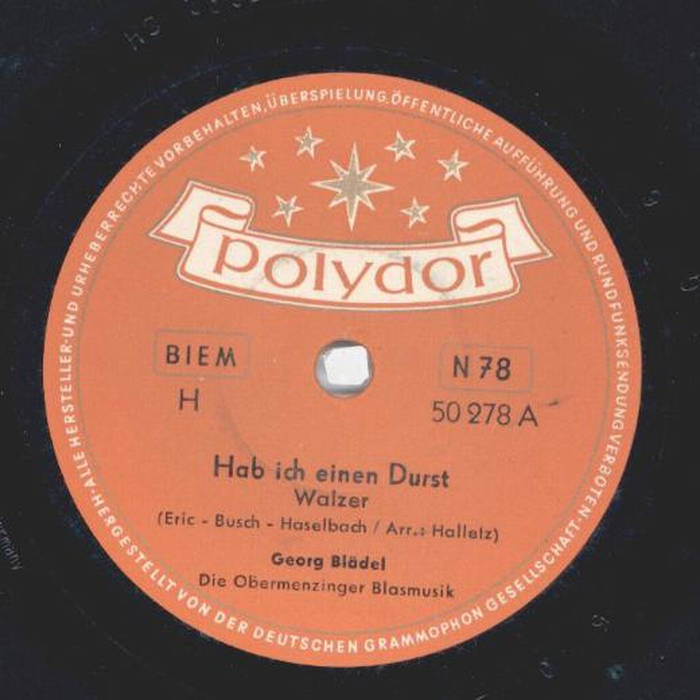 ALLE HERSTELLER- UND URHEBERRECHTE VORBEHALTEN, ÜBERSPIELUNG, ÖFFENTLICHE AUFFÜHRUNG UND RUNDFUNKSENDUNG VERBOTEN
polydor
BIEM
N 78
H
50 278 A
Hab ich einen Durst
Walzer
(Eric - Busch - Haselbach / Arr.: Halletz)
Georg Blädel
Die Obermenzinger Blasmusik
HERGESTELLT VON DER DEUTSCHEN GRAMMOPHON GESELLSCHAFT